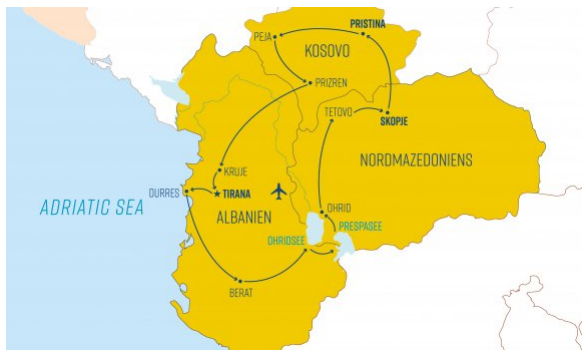 PRISTINA
PEJA
KOSOVO
PRIZREN
TETOVO
SKOPJE
NORDMAZEDONIENS
KRUJE
DURRES
TIRANA
ADRIATIC SEA
ALBANIEN
OHRID
PRESPASEE
OHRIDSEE
BERAT